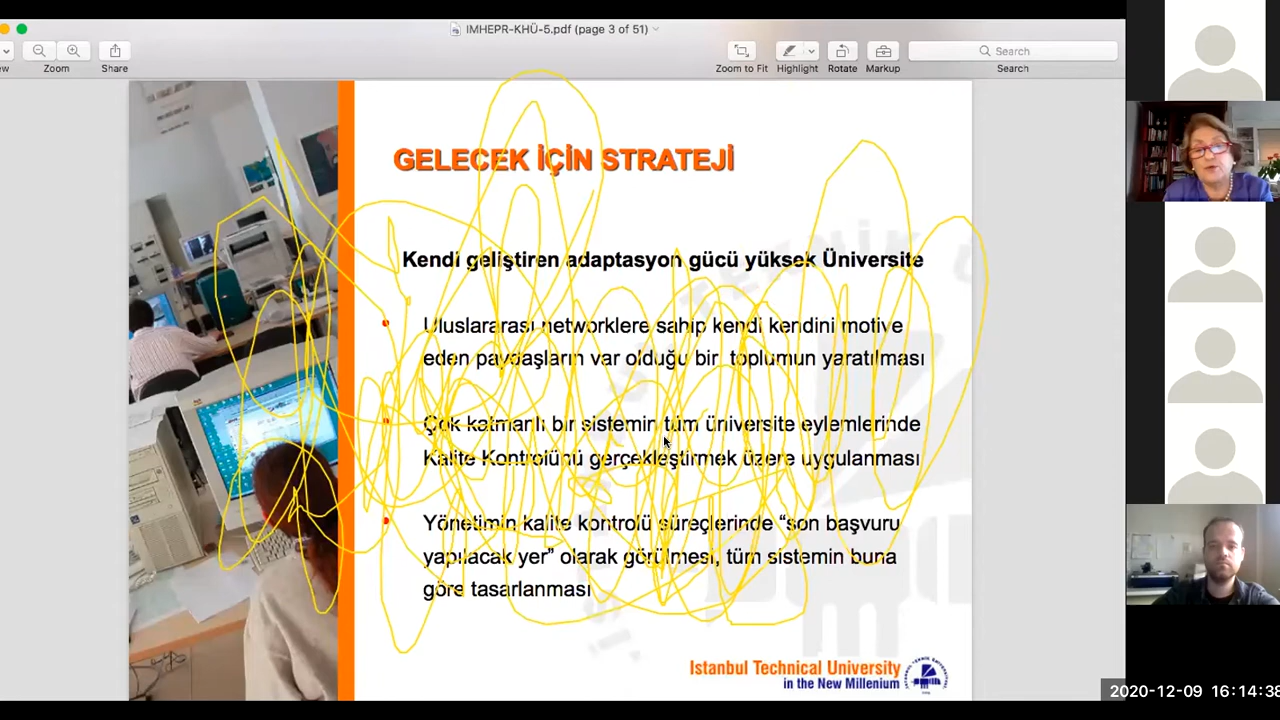 IMHEPR-KHÜ-5.pdf (page 3 of 51)
Zoom
Share
Zoom to Fit
Highlight
Rotate
Markup
Search
Search
GELECEK İÇİN STRATEJİ
Kendi geliştiren adaptasyon gücü yüksek Üniversite
Uluslararası networklere sahip kendi kendini motive
eden paydaşların var olduğu bir toplumun yaratılması
Çok katmanlı bir sistemin tüm üniversite eylemlerinde
Kalite Kontrolünü gerçekleştirmek üzere uygulanması
Yönetimin kalite kontrolü süreçlerinde “son başvuru
yapılacak yer” olarak görülmesi, tüm sistemin buna
göre tasarlanması
Istanbul Technical University
in the New Millenium
2020-12-09 16:14:38